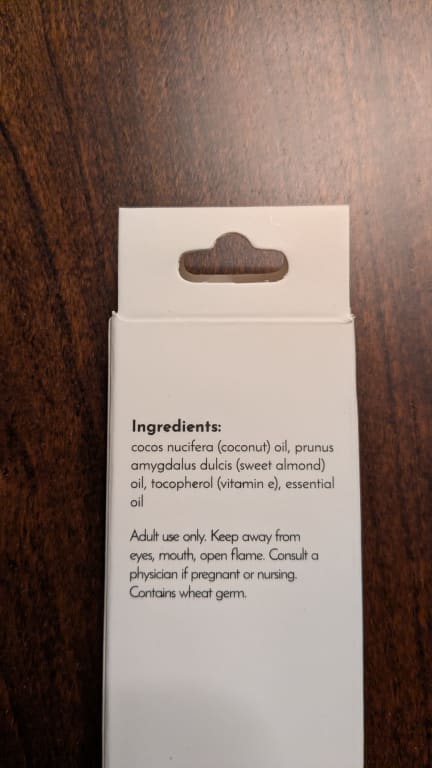 Ingredients:
cocos nucifera (coconut) oil, prunus
amygdalus dulcis (sweet almond)
oil, tocopherol (vitamin e), essential
oil
Adult use only. Keep away from
eyes, mouth, open flame. Consult a
physician if pregnant or nursing.
Contains wheat germ.